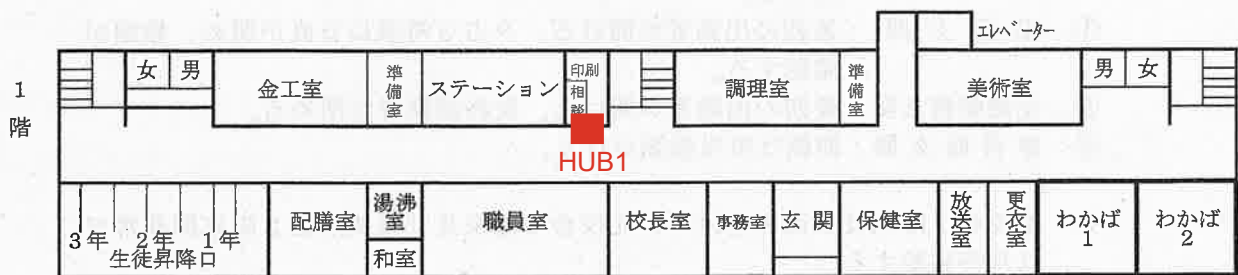 エレベーター
1階
女
男
金工室
準備室
ステーション
印刷
相談
調理室
準備室
美術室
男
女
HUB1
3年
2年
1年
生徒昇降口
配膳室
湯沸室
和室
職員室
校長室
事務室
玄関
保健室
放送室
更衣室
わかば1
わかば2